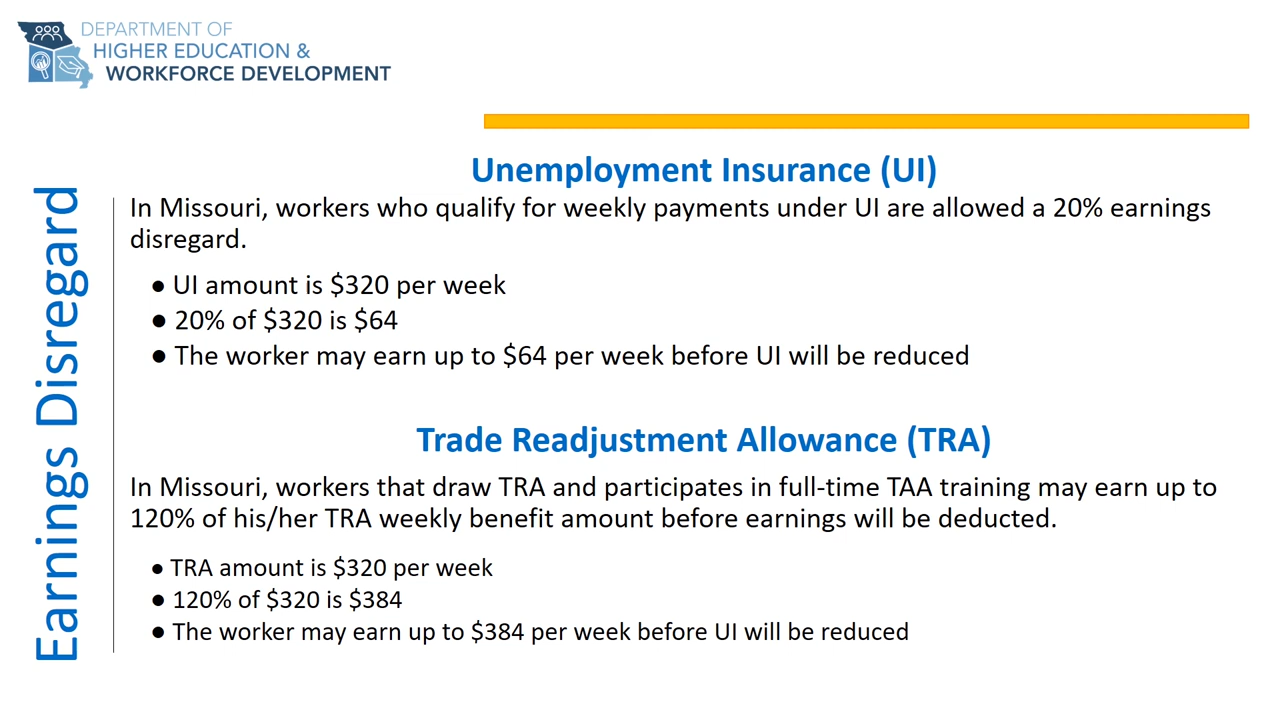 DEPARTMENT OF
HIGHER EDUCATION &
WORKFORCE DEVELOPMENT
Earnings Disregard
Unemployment Insurance (UI)
In Missouri, workers who qualify for weekly payments under UI are allowed a 20% earnings
disregard.
● UI amount is $320 per week
● 20% of $320 is $64
● The worker may earn up to $64 per week before UI will be reduced
Trade Readjustment Allowance (TRA)
In Missouri, workers that draw TRA and participates in full-time TAA training may earn up to
120% of his/her TRA weekly benefit amount before earnings will be deducted.
● TRA amount is $320 per week
● 120% of $320 is $384
● The worker may earn up to $384 per week before UI will be reduced